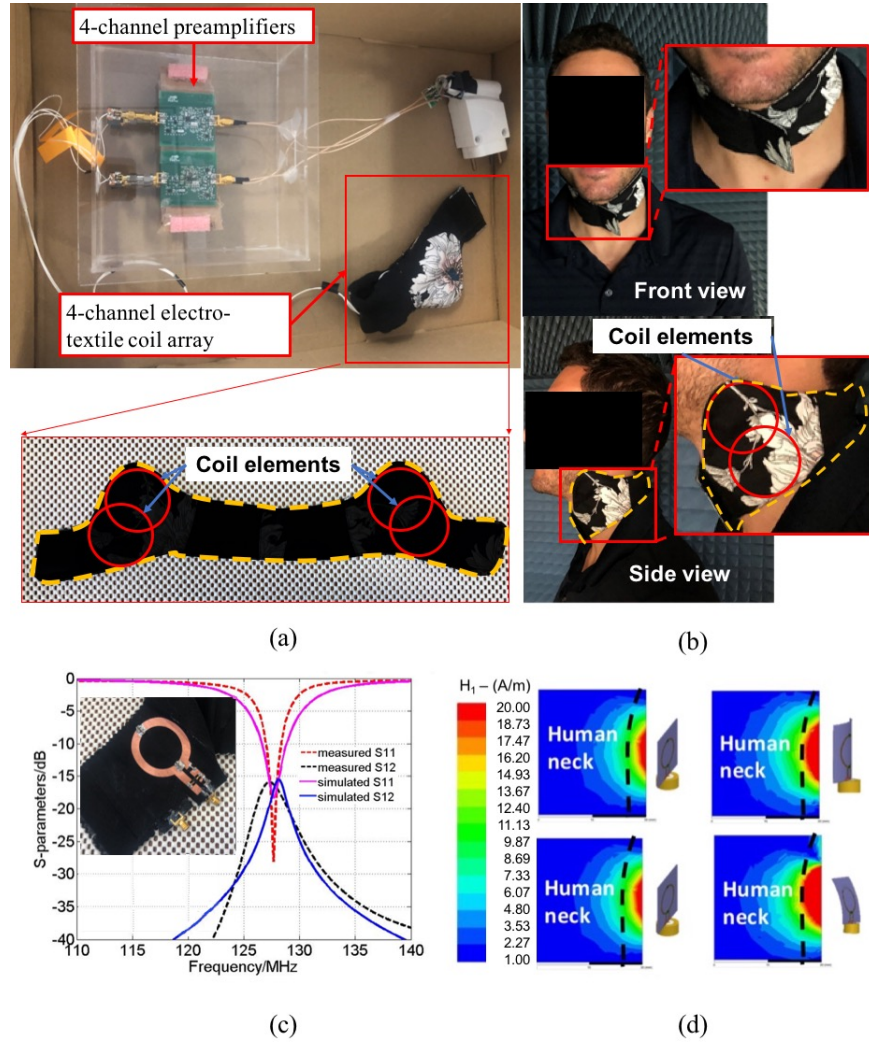 4-channel preamplifiers
4-channel electro-
textile coil array
Coil elements
(a)
Front view
Coil elements
Side view
(b)
0
-5
-10
-15
-20
-25
-30
-35
-40
S-parameters/dB
measured S11
measured S12
simulated S11
simulated S12
110
115
120
125
130
135
140
Frequency/MHz
(c)
H1 – (A/m)
20.00
18.73
17.47
16.20
14.93
13.67
12.40
11.13
9.87
8.69
7.33
6.07
4.80
3.53
2.27
1.00
Human
neck
Human
neck
Human
neck
Human
neck
(d)